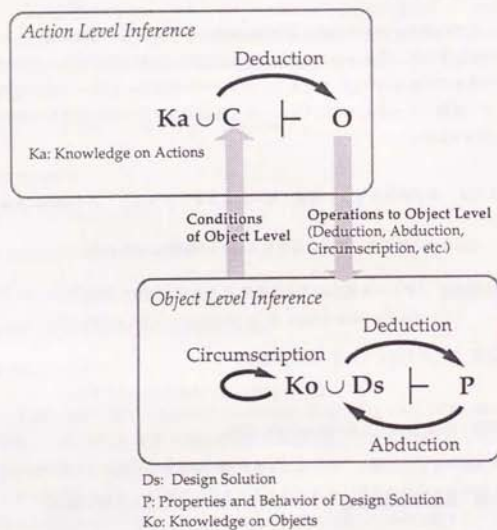 Action Level Inference
Deduction
Ka ∪ C ⊢ O
Ka: Knowledge on Actions
Conditions
of Object Level
Operations to Object Level
(Deduction, Abduction,
Circumscription, etc.)
Object Level Inference
Deduction
Circumscription
Ko ∪ Ds ⊢ P
Abduction
Ds: Design Solution
P: Properties and Behavior of Design Solution
Ko: Knowledge on Objects